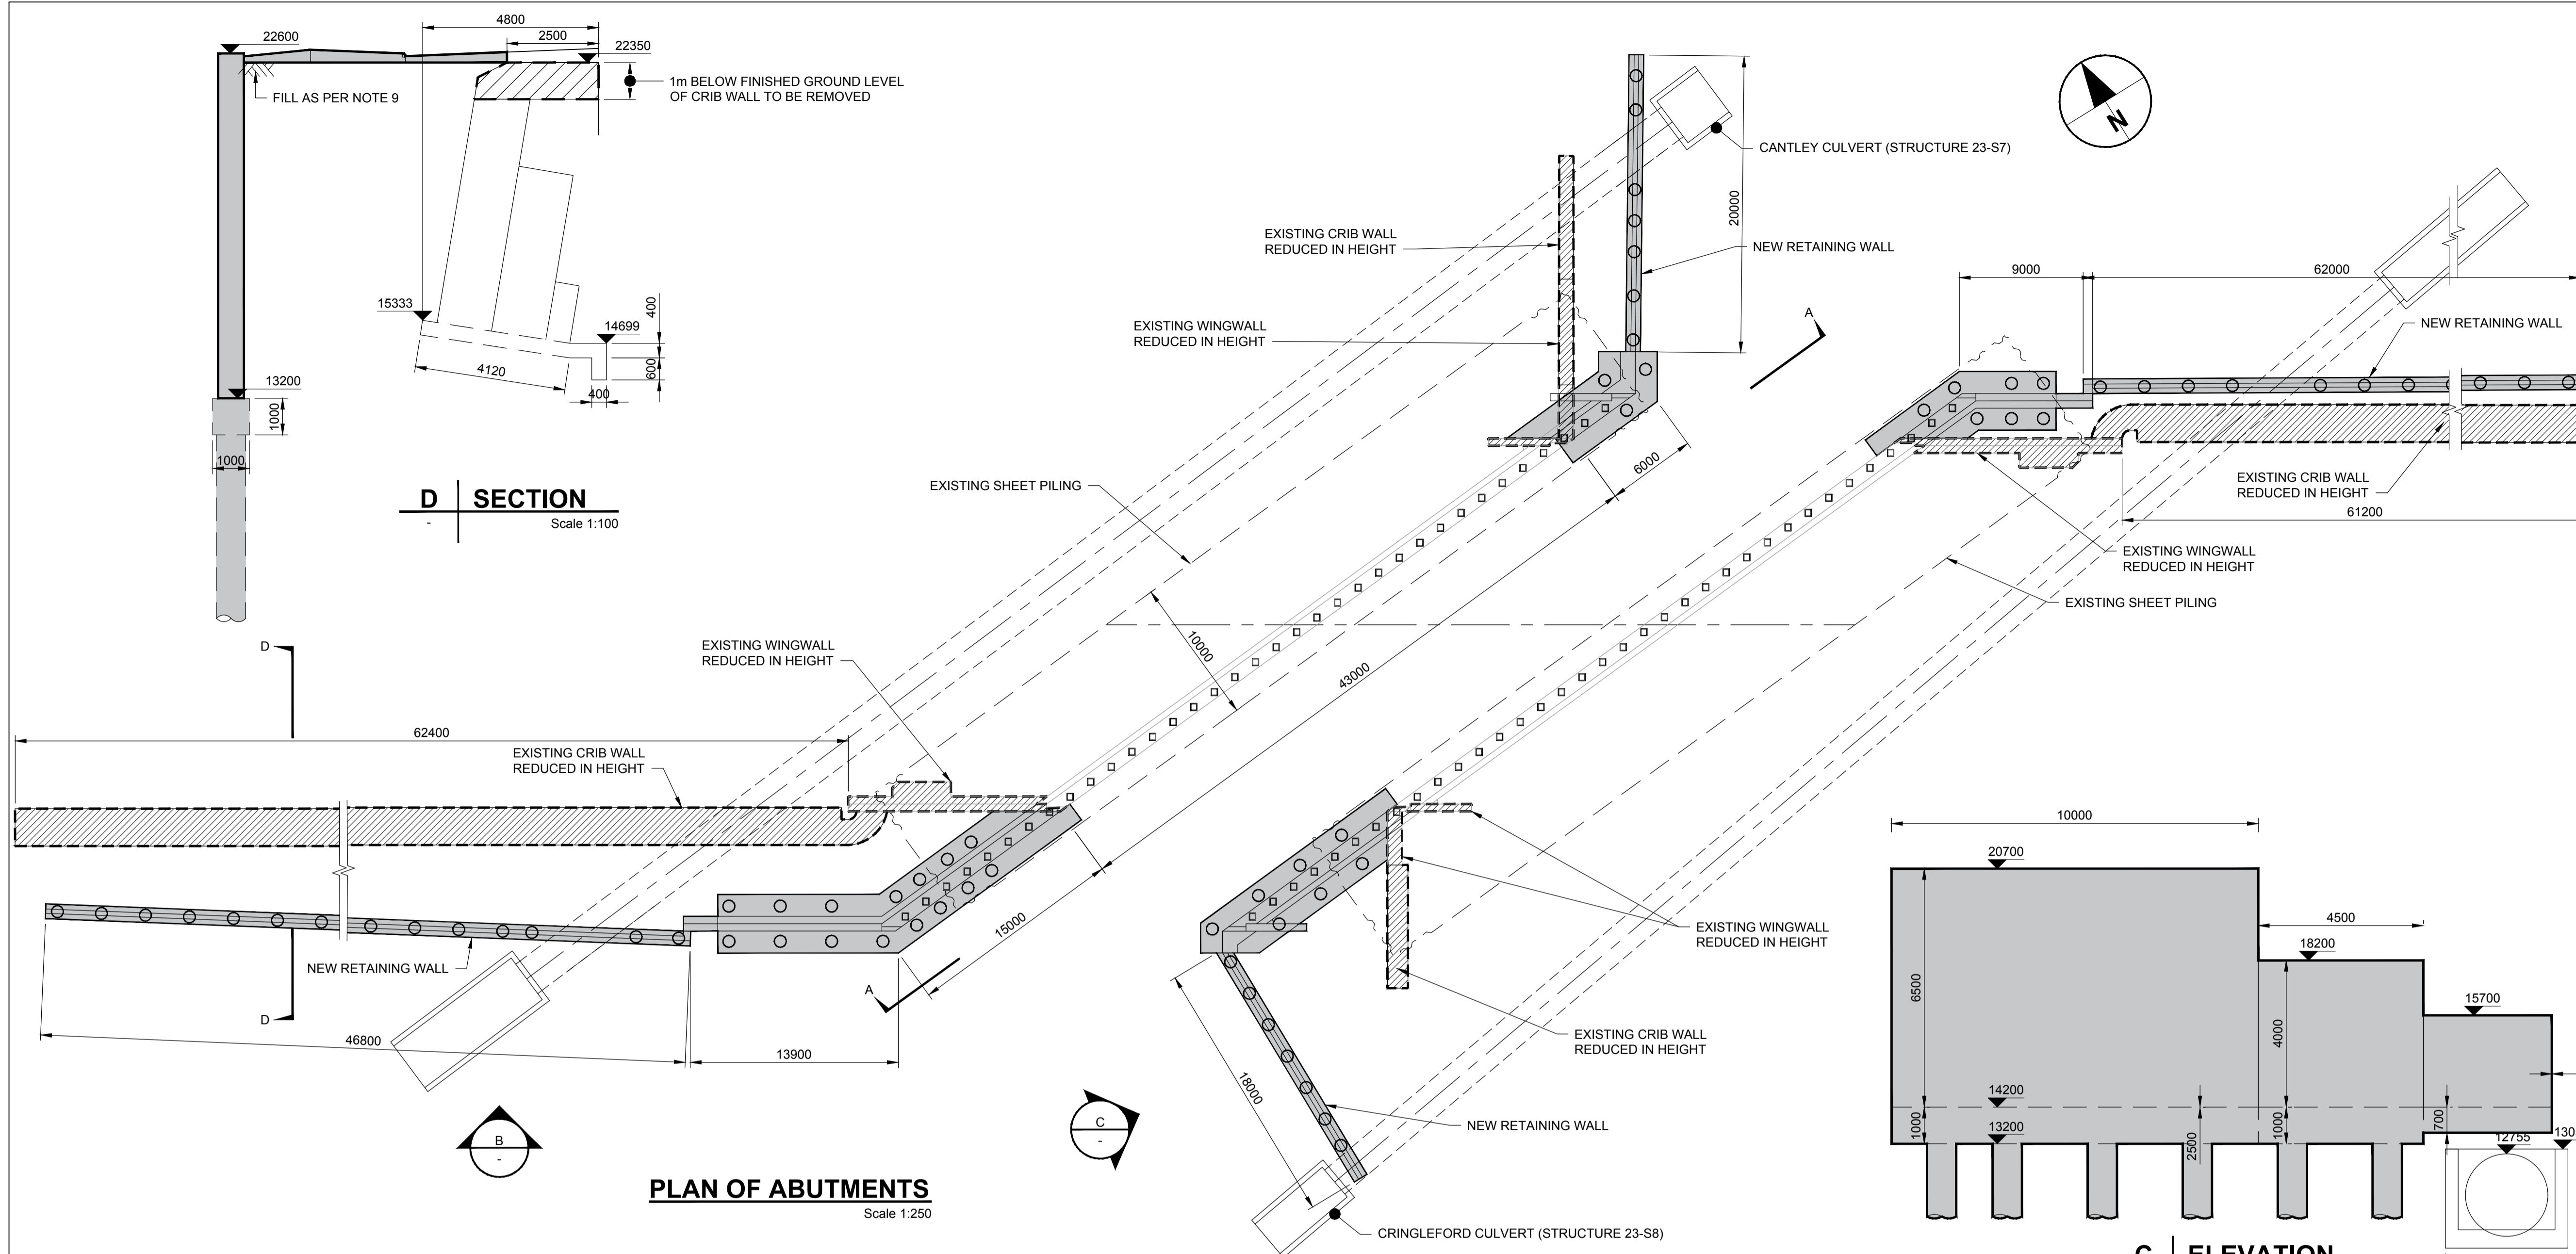 4800
2500
22600
22350
1m BELOW FINISHED GROUND LEVEL
OF CRIB WALL TO BE REMOVED
FILL AS PER NOTE 9
15333
14699
400
600
400
4120
13200
1000
1000
D SECTION
-
Scale 1:100
N
CANTLEY CULVERT (STRUCTURE 23-S7)
20000
EXISTING CRIB WALL
REDUCED IN HEIGHT
NEW RETAINING WALL
EXISTING WINGWALL
REDUCED IN HEIGHT
A
9000
62000
NEW RETAINING WALL
6000
EXISTING SHEET PILING
EXISTING CRIB WALL
REDUCED IN HEIGHT
61200
EXISTING WINGWALL
REDUCED IN HEIGHT
EXISTING SHEET PILING
10000
43000
D
EXISTING WINGWALL
REDUCED IN HEIGHT
62400
EXISTING CRIB WALL
REDUCED IN HEIGHT
NEW RETAINING WALL
15000
A
D
46800
13900
EXISTING WINGWALL
REDUCED IN HEIGHT
EXISTING CRIB WALL
REDUCED IN HEIGHT
18000
NEW RETAINING WALL
B
-
C
-
PLAN OF ABUTMENTS
Scale 1:250
CRINGLEFORD CULVERT (STRUCTURE 23-S8)
10000
20700
4500
18200
6500
15700
4000
14200
1000
13200
2500
1000
700
12755
130
C ELEVATION